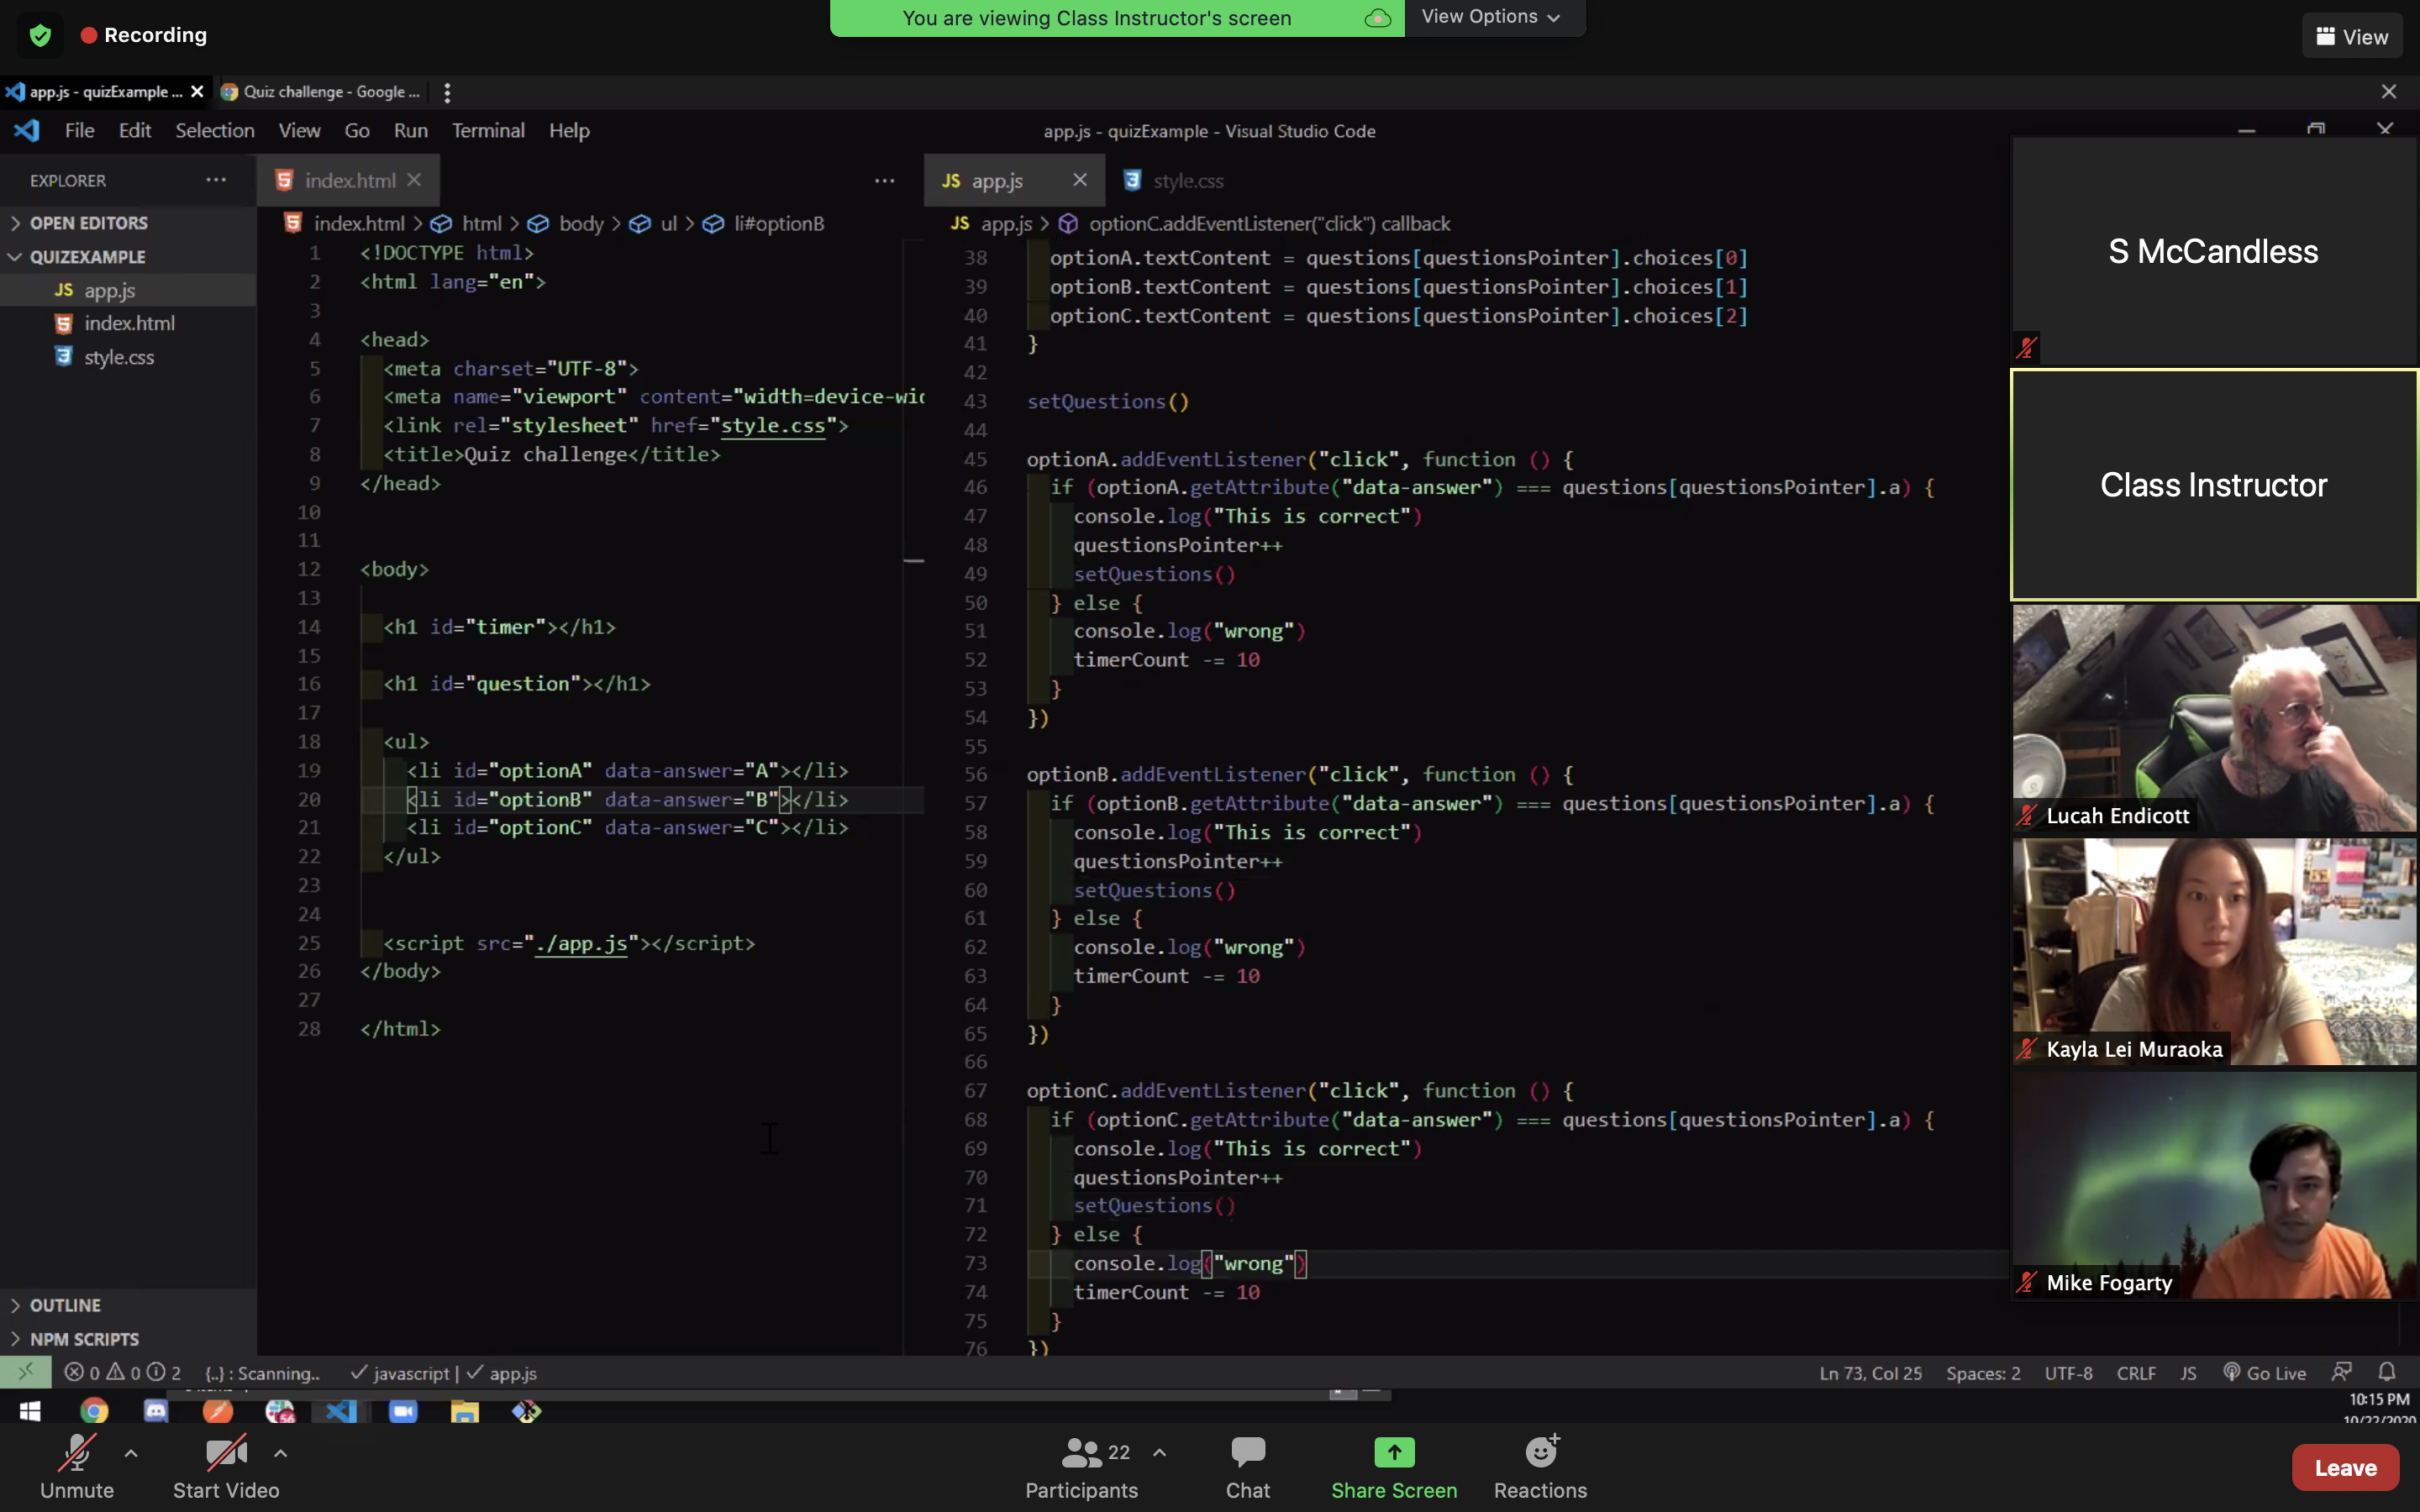 Recording
You are viewing Class Instructor's screen
View Options
View
app.js - quizExample ...
Quiz challenge - Google ...
File Edit Selection View Go Run Terminal Help
app.js - quizExample - Visual Studio Code
EXPLORER
OPEN EDITORS
QUIZEXAMPLE
JS app.js
index.html
style.css
OUTLINE
NPM SCRIPTS
index.html
index.html > html > body > ul > li#optionB
1 <!DOCTYPE html>
2 <html lang="en">
3
4 <head>
5 <meta charset="UTF-8">
6 <meta name="viewport" content="width=device-wid
7 <link rel="stylesheet" href="style.css">
8 <title>Quiz challenge</title>
9 </head>
10
11
12 <body>
13
14 <h1 id="timer"></h1>
15
16 <h1 id="question"></h1>
17
18 <ul>
19 <li id="optionA" data-answer="A"></li>
20 <li id="optionB" data-answer="B"></li>
21 <li id="optionC" data-answer="C"></li>
22 </ul>
23
24
25 <script src="./app.js"></script>
26 </body>
27
28 </html>
JS app.js
style.css
JS app.js > optionC.addEventListener("click") callback
38 optionA.textContent = questions[questionsPointer].choices[0]
39 optionB.textContent = questions[questionsPointer].choices[1]
40 optionC.textContent = questions[questionsPointer].choices[2]
41 }
42
43 setQuestions()
44
45 optionA.addEventListener("click", function () {
46 if (optionA.getAttribute("data-answer") === questions[questionsPointer].a) {
47 console.log("This is correct")
48 questionsPointer++
49 setQuestions()
50 } else {
51 console.log("wrong")
52 timerCount -= 10
53 }
54 })
55
56 optionB.addEventListener("click", function () {
57 if (optionB.getAttribute("data-answer") === questions[questionsPointer].a) {
58 console.log("This is correct")
59 questionsPointer++
60 setQuestions()
61 } else {
62 console.log("wrong")
63 timerCount -= 10
64 }
65 })
66
67 optionC.addEventListener("click", function () {
68 if (optionC.getAttribute("data-answer") === questions[questionsPointer].a) {
69 console.log("This is correct")
70 questionsPointer++
71 setQuestions()
72 } else {
73 console.log("wrong")
74 timerCount -= 10
75 }
76 })
S McCandless
Class Instructor
Lucah Endicott
Kayla Lei Muraoka
Mike Fogarty
0 0 2 {..} : Scanning.. javascript | app.js
Ln 73, Col 25 Spaces: 2 UTF-8 CRLF JS Go Live
56
10:15 PM
10/22/2020
Unmute
Start Video
22
Participants
Chat
Share Screen
Reactions
Leave